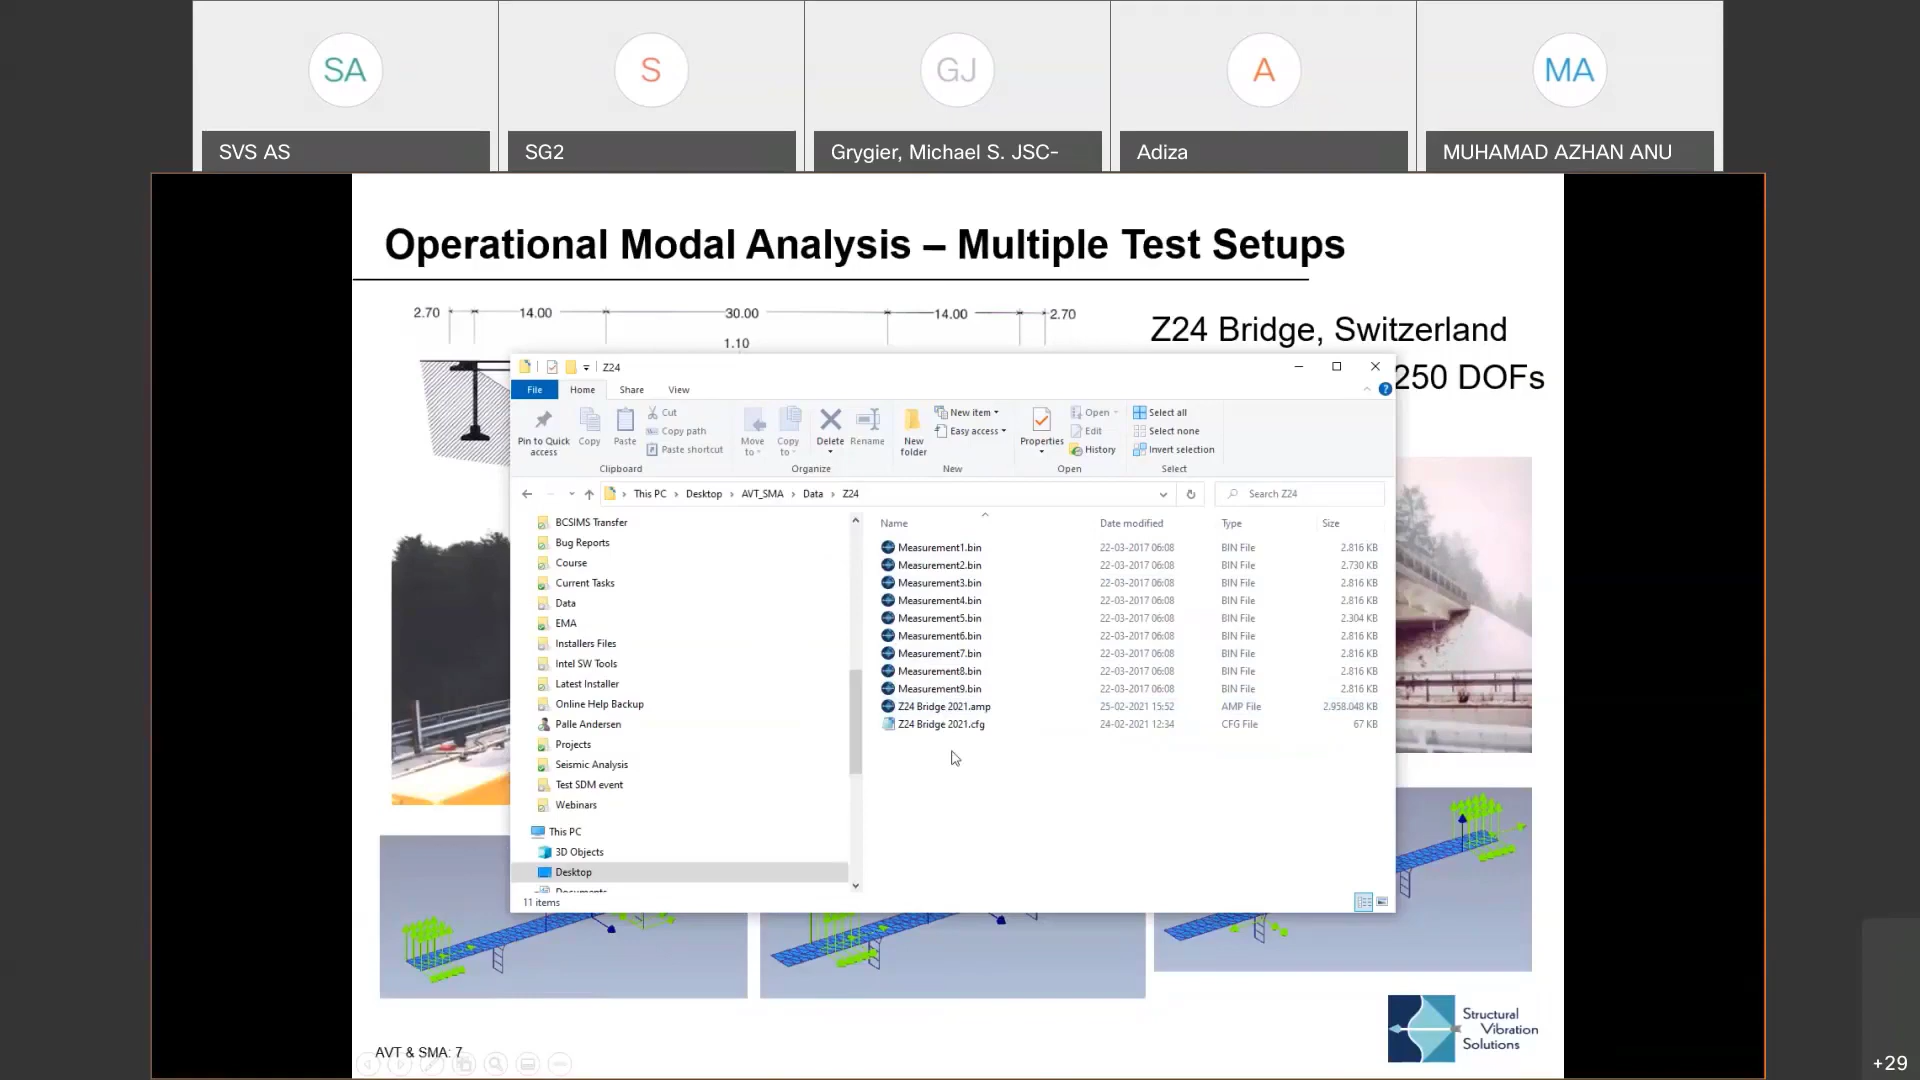 SA
S
GJ
A
MA
SVS AS
SG2
Grygier, Michael S. JSC-
Adiza
MUHAMAD AZHAN ANU
Operational Modal Analysis – Multiple Test Setups
2.70
14.00
30.00
14.00
2.70
1.10
Z24 Bridge, Switzerland
250 DOFs
Z24
File
Home
Share
View
Pin to Quick access
Copy
Paste
Cut
Copy path
Paste shortcut
Clipboard
Move to
Copy to
Delete
Rename
Organize
New folder
New item
Easy access
New
Properties
Open
Edit
History
Open
Select all
Select none
Invert selection
Select
This PC > Desktop > AVT_SMA > Data > Z24
Search Z24
BCSIMS Transfer
Bug Reports
Course
Current Tasks
Data
EMA
Installers Files
Intel SW Tools
Latest Installer
Online Help Backup
Palle Andersen
Projects
Seismic Analysis
Test SDM event
Webinars
This PC
3D Objects
Desktop
Documents
Name Date modified Type Size
Measurement1.bin 22-03-2017 06:08 BIN File 2.816 KB
Measurement2.bin 22-03-2017 06:08 BIN File 2.730 KB
Measurement3.bin 22-03-2017 06:08 BIN File 2.816 KB
Measurement4.bin 22-03-2017 06:08 BIN File 2.816 KB
Measurement5.bin 22-03-2017 06:08 BIN File 2.304 KB
Measurement6.bin 22-03-2017 06:08 BIN File 2.816 KB
Measurement7.bin 22-03-2017 06:08 BIN File 2.816 KB
Measurement8.bin 22-03-2017 06:08 BIN File 2.816 KB
Measurement9.bin 22-03-2017 06:08 BIN File 2.816 KB
Z24 Bridge 2021.amp 25-02-2021 15:52 AMP File 2.958.048 KB
Z24 Bridge 2021.cfg 24-02-2021 12:34 CFG File 67 KB
11 items
Structural
Vibration
Solutions
AVT & SMA: 7
+29